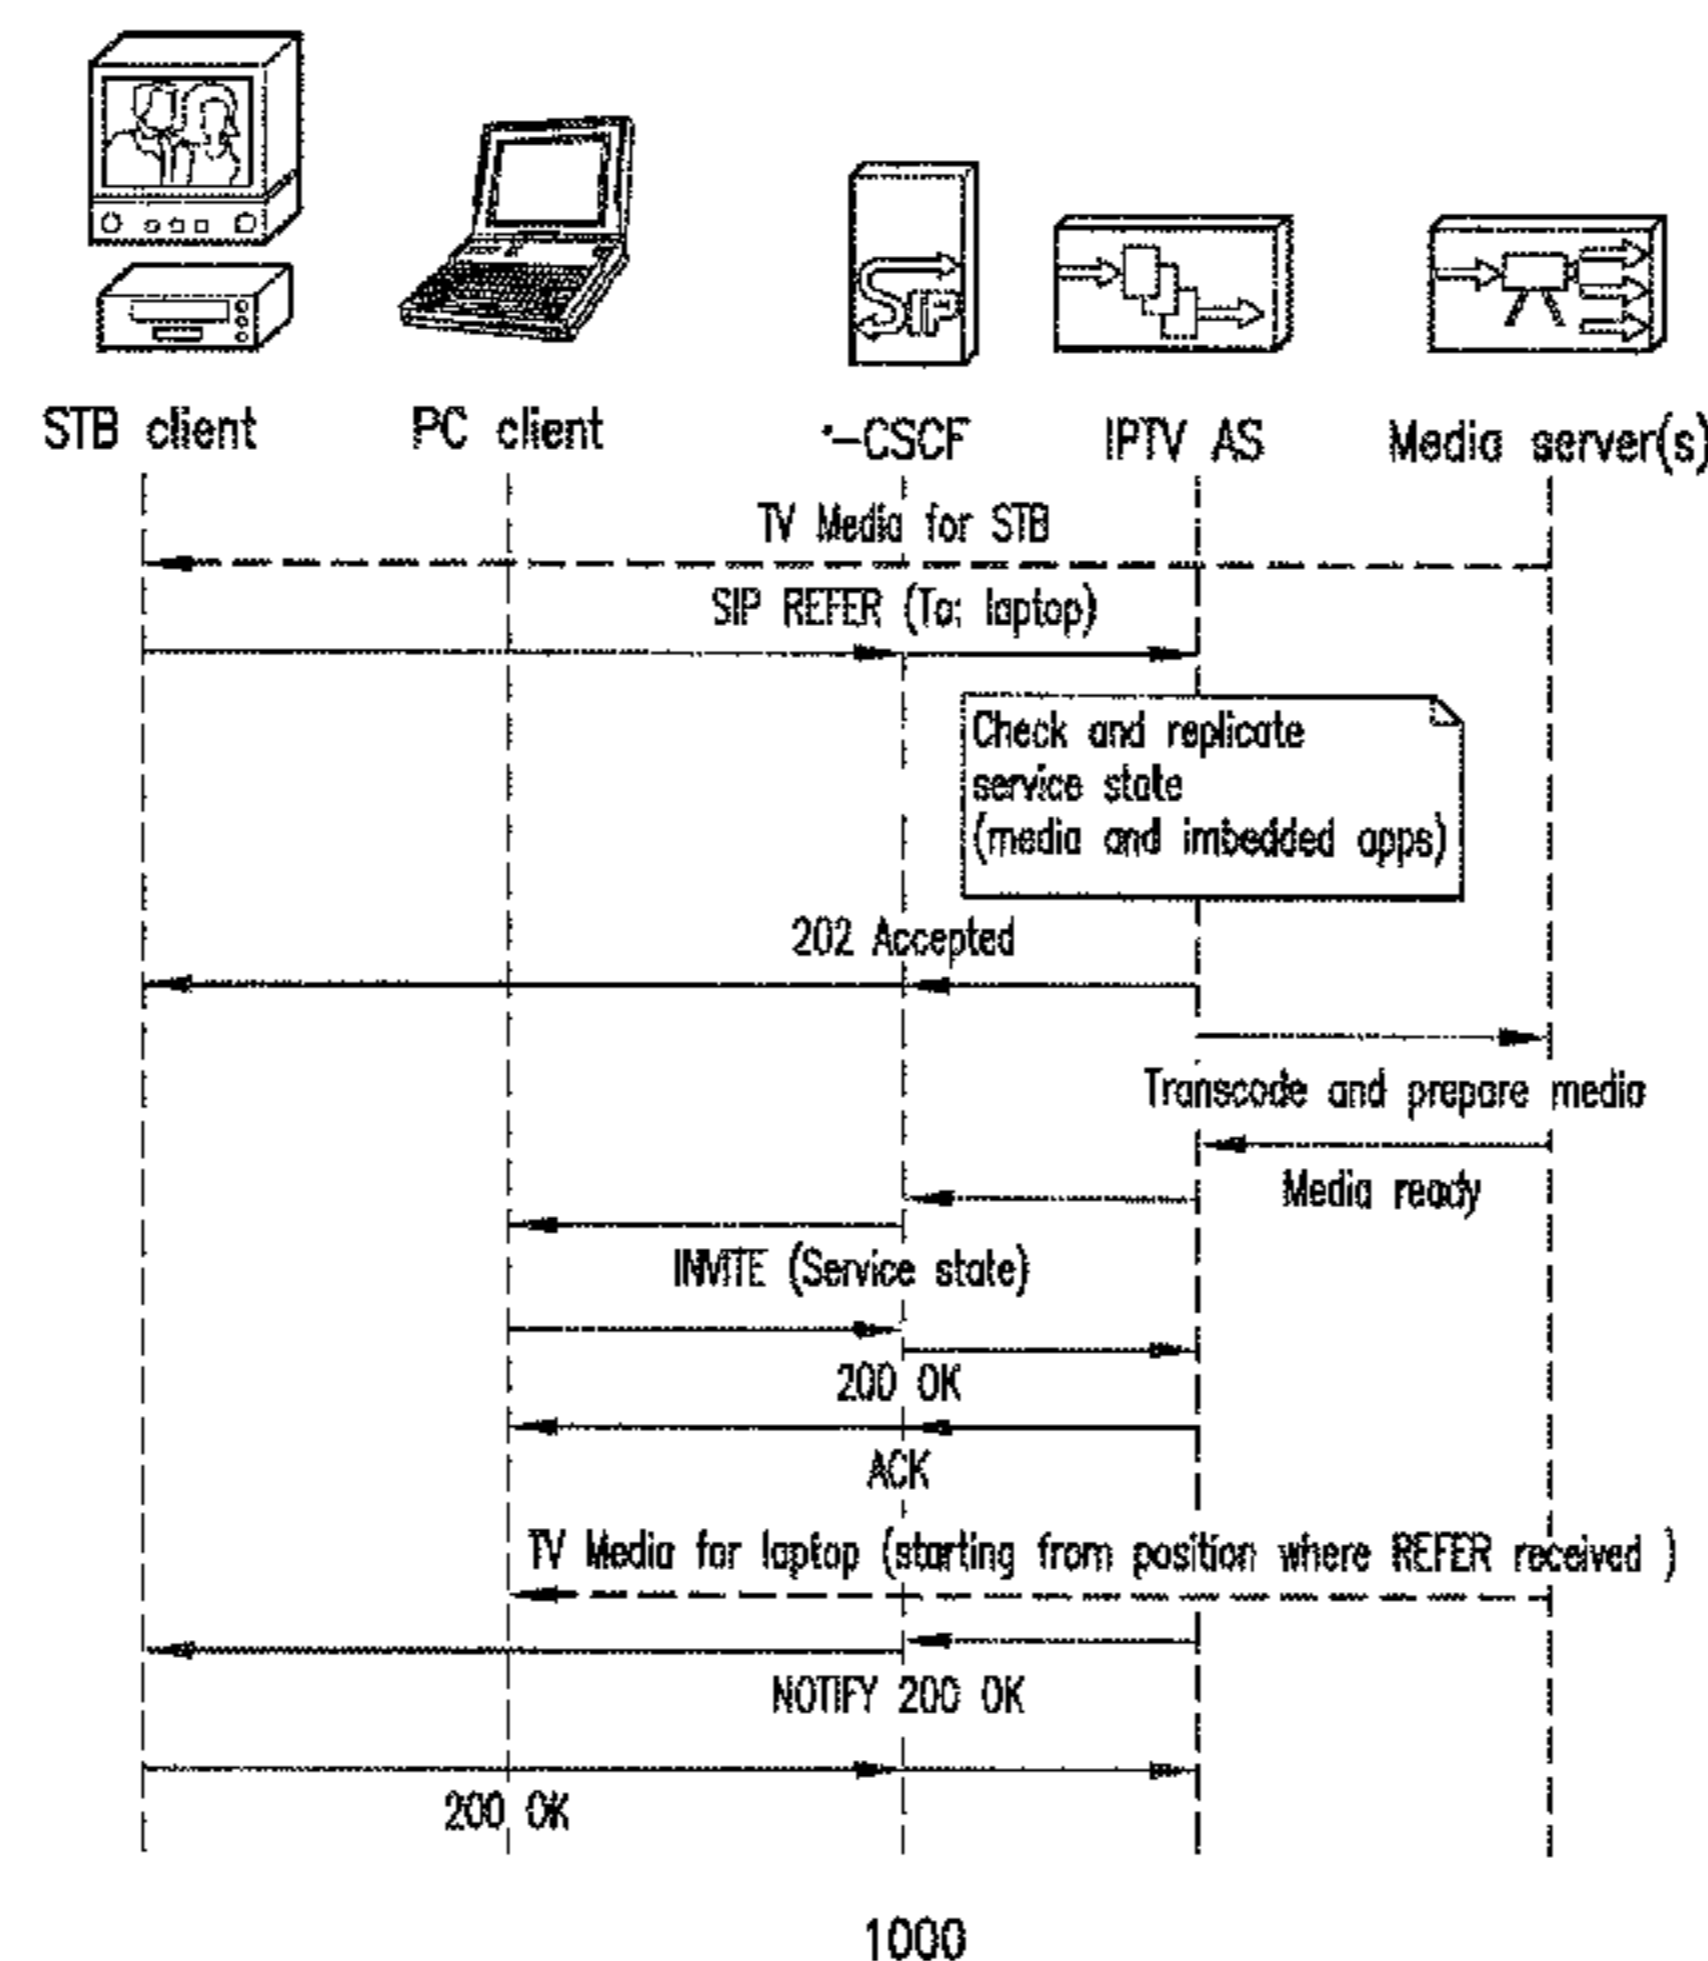 SIP
STB client
PC client
*-CSCF
IPTV AS
Media server(s)
TV Media for STB
SIP REFER (To: laptop)
Check and replicate
service state
(media and imbedded apps)
202 Accepted
Transcode and prepare media
Media ready
INVITE (Service state)
200 OK
ACK
TV Media for laptop (starting from position where REFER received )
NOTIFY 200 OK
200 OK
1000